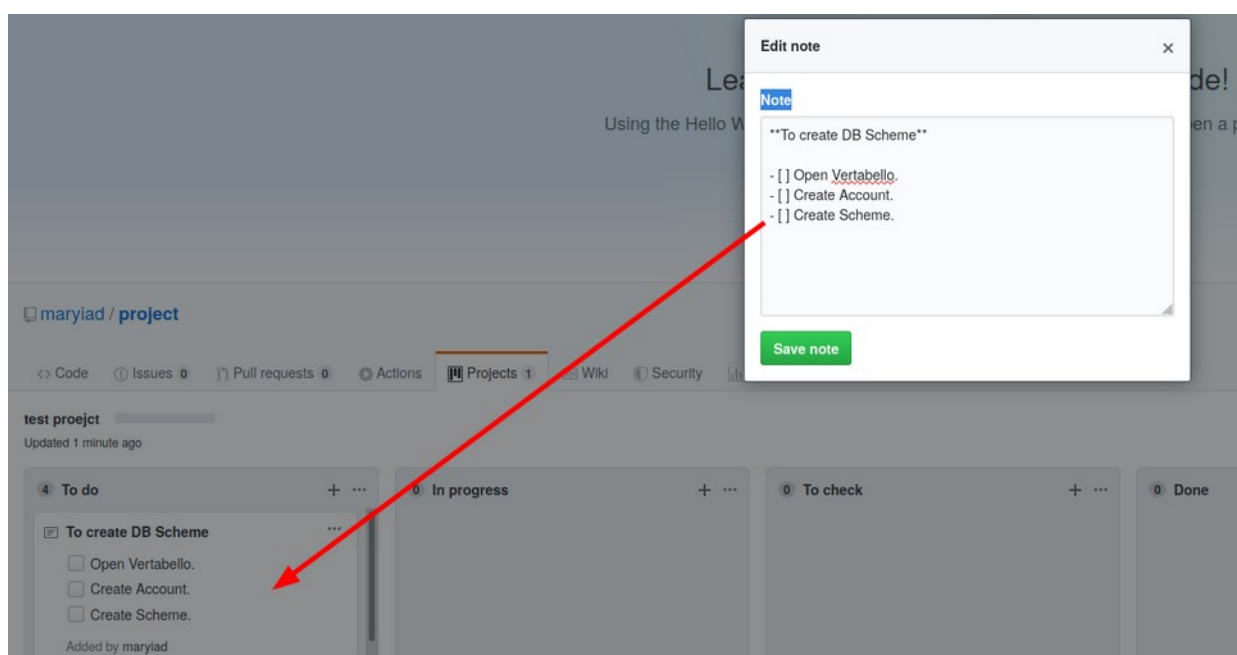 Edit note ×
Note
**To create DB Scheme**
- [ ] Open Vertabello.
- [ ] Create Account.
- [ ] Create Scheme.
Save note
Lea
de!
Using the Hello W
en a p
maryiad / project
<> Code Issues 0 Pull requests 0 Actions Projects 1 Wiki Security
test proejct
Updated 1 minute ago
4 To do + ...
0 In progress + ...
0 To check + ...
0 Done
To create DB Scheme ...
Open Vertabello.
Create Account.
Create Scheme.
Added by maryiad